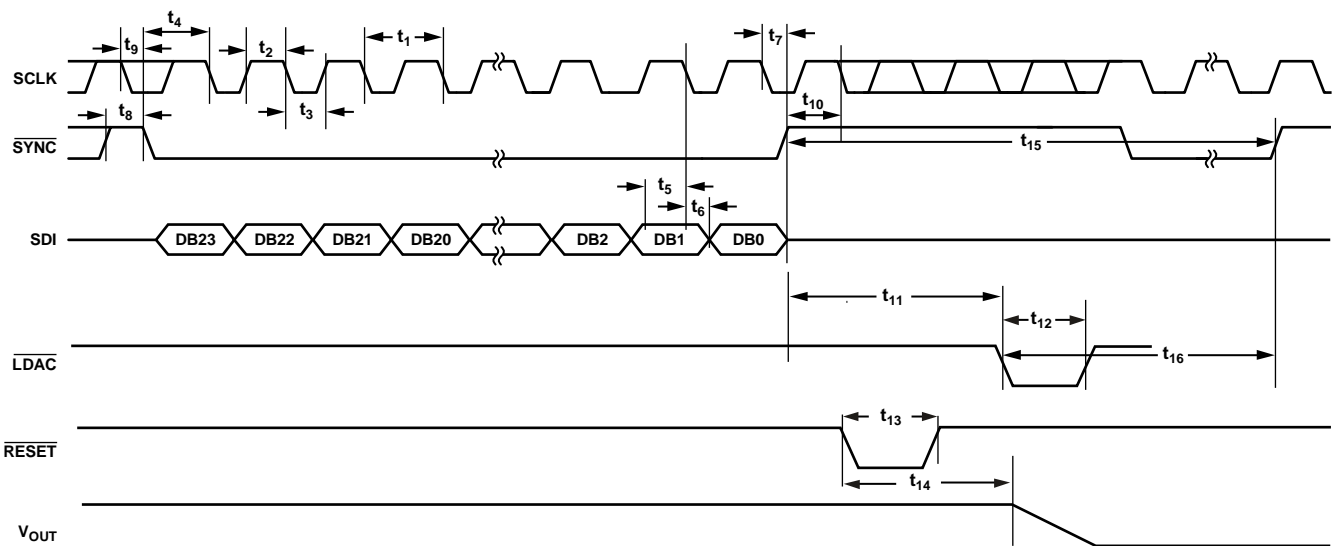 t4
t9 t2 t1 t7
SCLK
t8 t3 t10
SYNC
t15
t5
t6
SDI DB23 DB22 DB21 DB20 DB2 DB1 DB0
t11
t12
LDAC
t16
t13
RESET
t14
VOUT